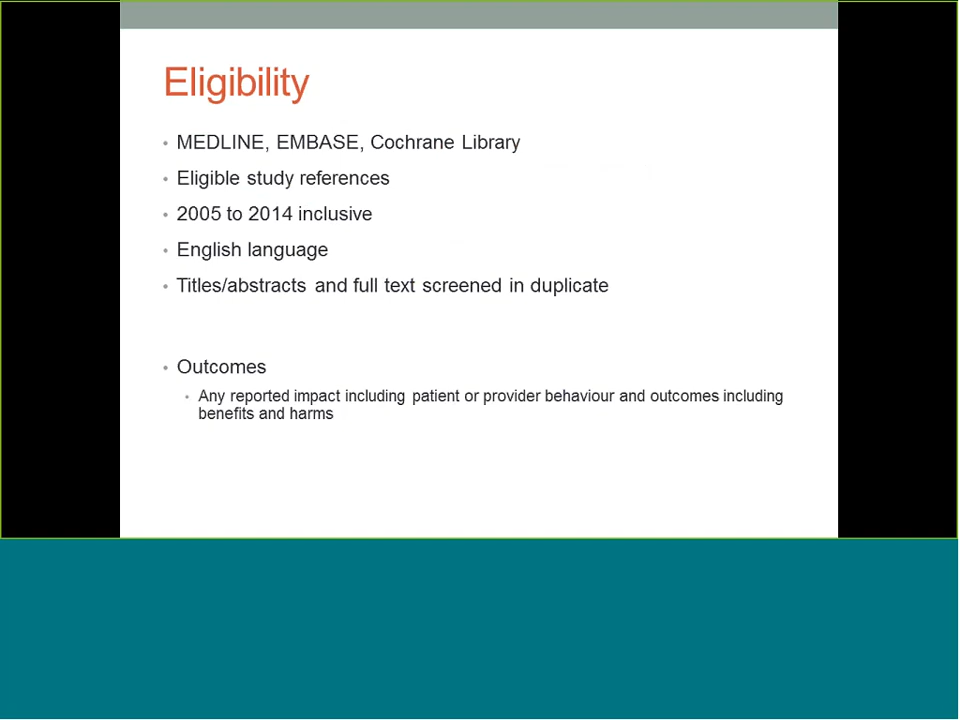 Eligibility
• MEDLINE, EMBASE, Cochrane Library
• Eligible study references
• 2005 to 2014 inclusive
• English language
• Titles/abstracts and full text screened in duplicate
• Outcomes
• Any reported impact including patient or provider behaviour and outcomes including
benefits and harms